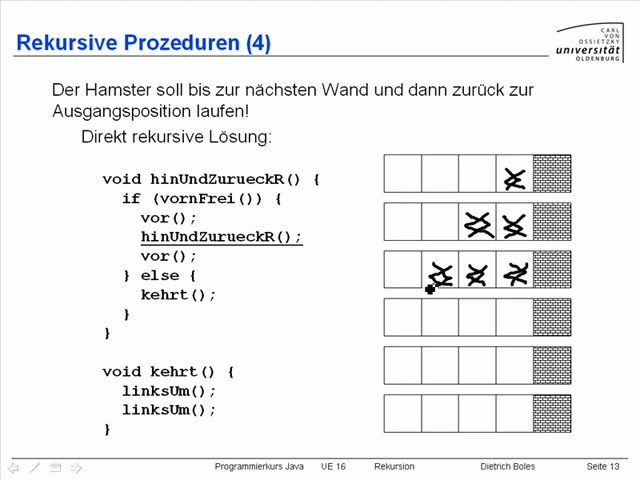 Rekursive Prozeduren (4)
CARL
VON
OSSIETZKY
universität
OLDENBURG
Der Hamster soll bis zur nächsten Wand und dann zurück zur
Ausgangsposition laufen!
Direkt rekursive Lösung:
void hinUndZurueckR() {
if (vornFrei()) {
vor();
hinUndZurueckR();
vor();
} else {
kehrt();
}
}
void kehrt() {
linksUm();
linksUm();
}
Programmierkurs Java UE 16 Rekursion Dietrich Boles Seite 13